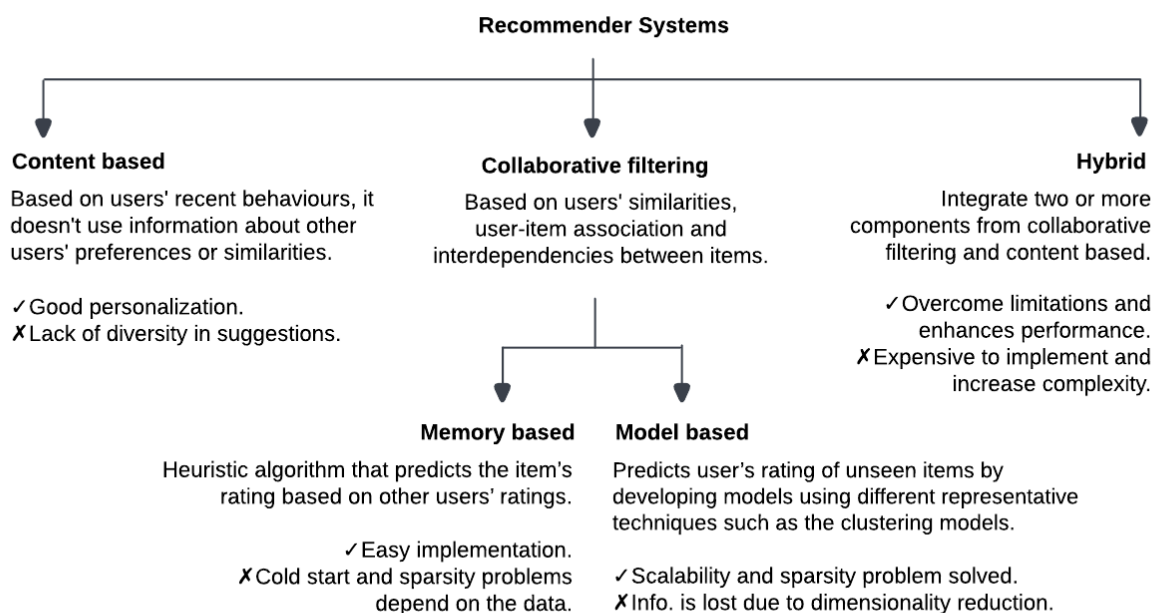 Recommender Systems
Content based
Based on users' recent behaviours, it
doesn't use information about other
users' preferences or similarities.
✓Good personalization.
✗Lack of diversity in suggestions.
Collaborative filtering
Based on users' similarities,
user-item association and
interdependencies between items.
Hybrid
Integrate two or more
components from collaborative
filtering and content based.
✓Overcome limitations and
enhances performance.
✗Expensive to implement and
increase complexity.
Memory based
Heuristic algorithm that predicts the item’s
rating based on other users’ ratings.
✓Easy implementation.
✗Cold start and sparsity problems
depend on the data.
Model based
Predicts user’s rating of unseen items by
developing models using different representative
techniques such as the clustering models.
✓Scalability and sparsity problem solved.
✗Info. is lost due to dimensionality reduction.